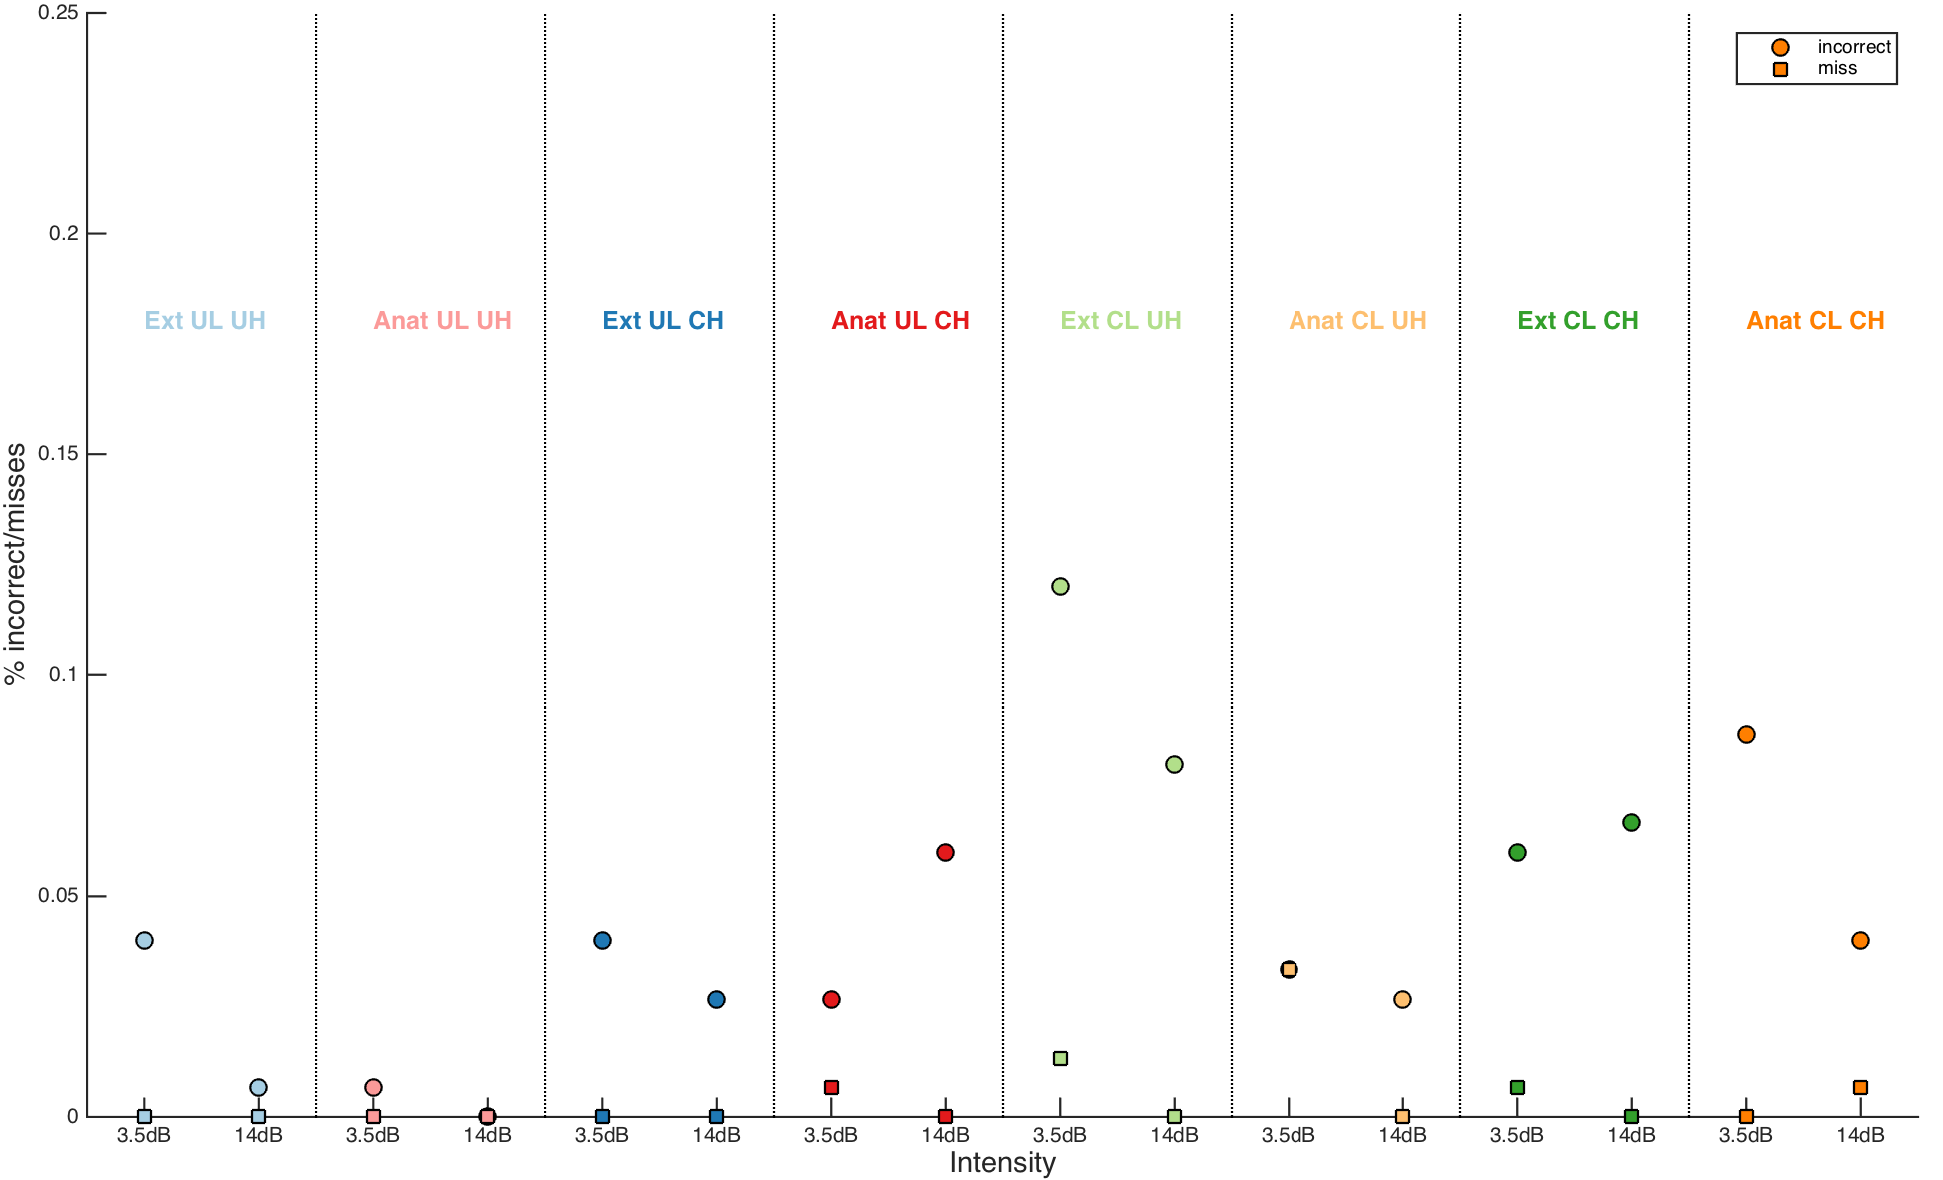 0.25
incorrect
miss
0.2
Ext UL UH
Anat UL UH
Ext UL CH
Anat UL CH
Ext CL UH
Anat CL UH
Ext CL CH
Anat CL CH
0.15
% incorrect/misses
0.1
0.05
0
3.5dB 14dB 3.5dB 14dB 3.5dB 14dB 3.5dB 14dB 3.5dB 14dB 3.5dB 14dB 3.5dB 14dB 3.5dB 14dB
Intensity